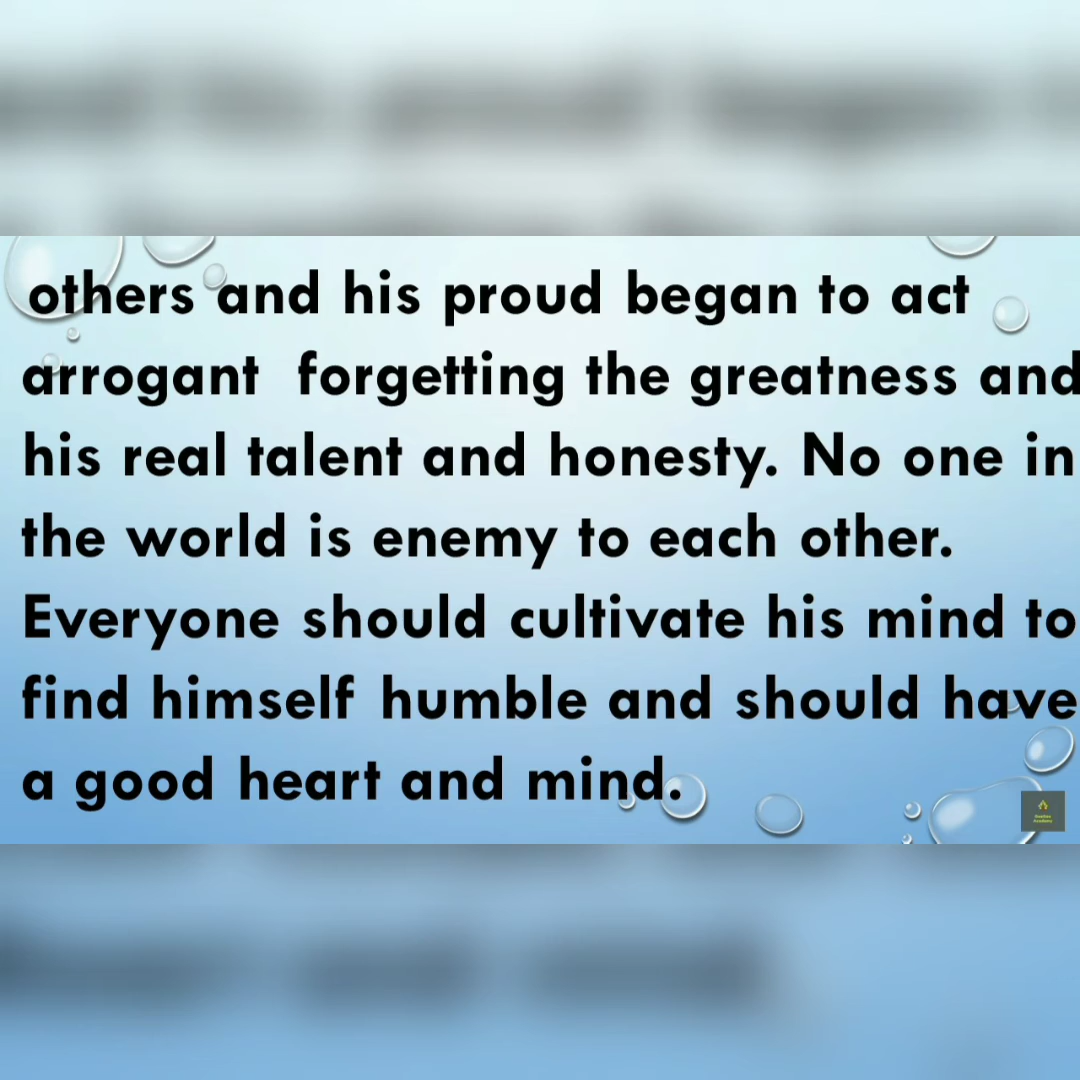 others and his proud began to act
arrogant  forgetting the greatness and
his real talent and honesty. No one in
the world is enemy to each other.
Everyone should cultivate his mind to
find himself humble and should have
a good heart and mind.